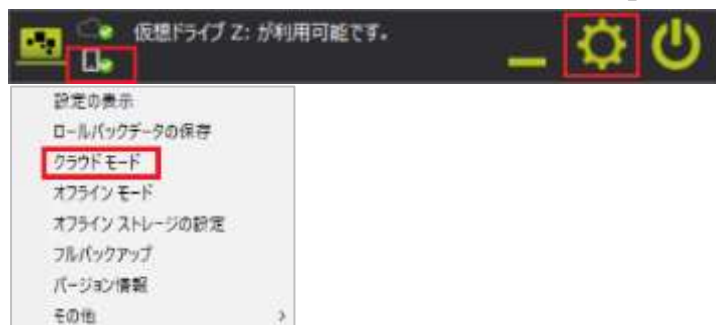 仮想ドライブ Z: が利用可能です。
設定の表示
ロールバックデータの保存
クラウド モード
オフライン モード
オフライン ストレージの設定
フルバックアップ
バージョン情報
その他 >